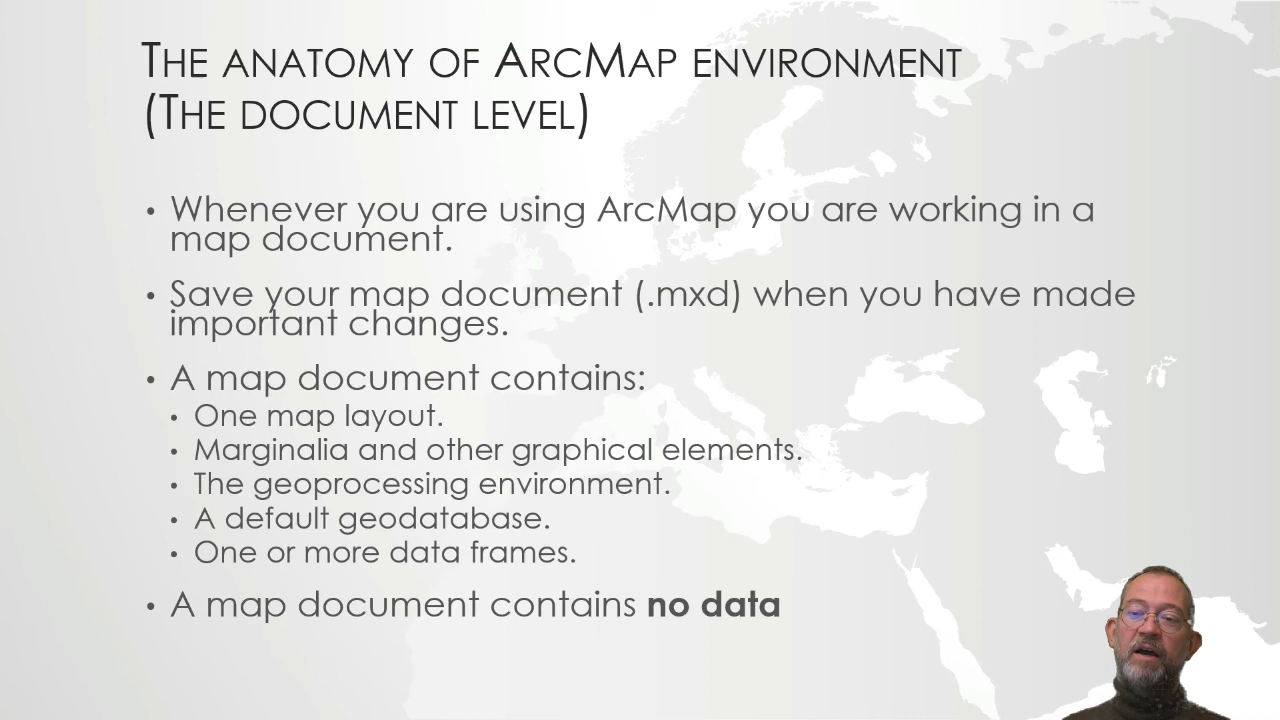 The anatomy of ArcMap environment
(The document level)
• Whenever you are using ArcMap you are working in a
map document.
• Save your map document (.mxd) when you have made
important changes.
• A map document contains:
• One map layout.
• Marginalia and other graphical elements.
• The geoprocessing environment.
• A default geodatabase.
• One or more data frames.
• A map document contains no data